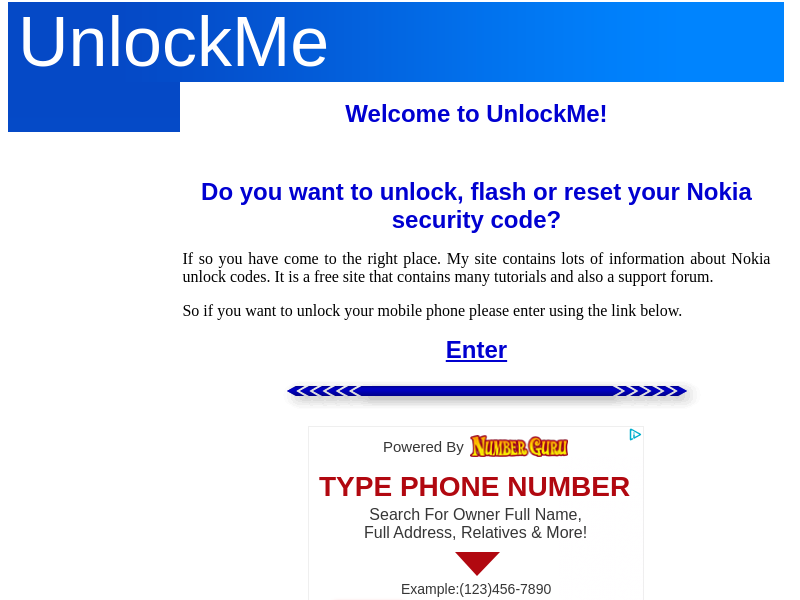 UnlockMe
Welcome to UnlockMe!
Do you want to unlock, flash or reset your Nokia
security code?
If so you have come to the right place. My site contains lots of information about Nokia
unlock codes. It is a free site that contains many tutorials and also a support forum.
So if you want to unlock your mobile phone please enter using the link below.
Enter
Powered By NUMBER GURU
TYPE PHONE NUMBER
Search For Owner Full Name,
Full Address, Relatives & More!
Example:(123)456-7890